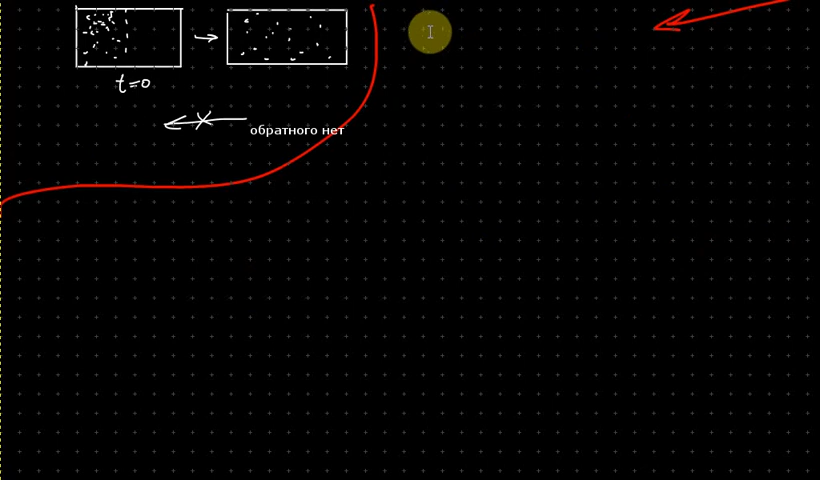 t=0
обратного нет